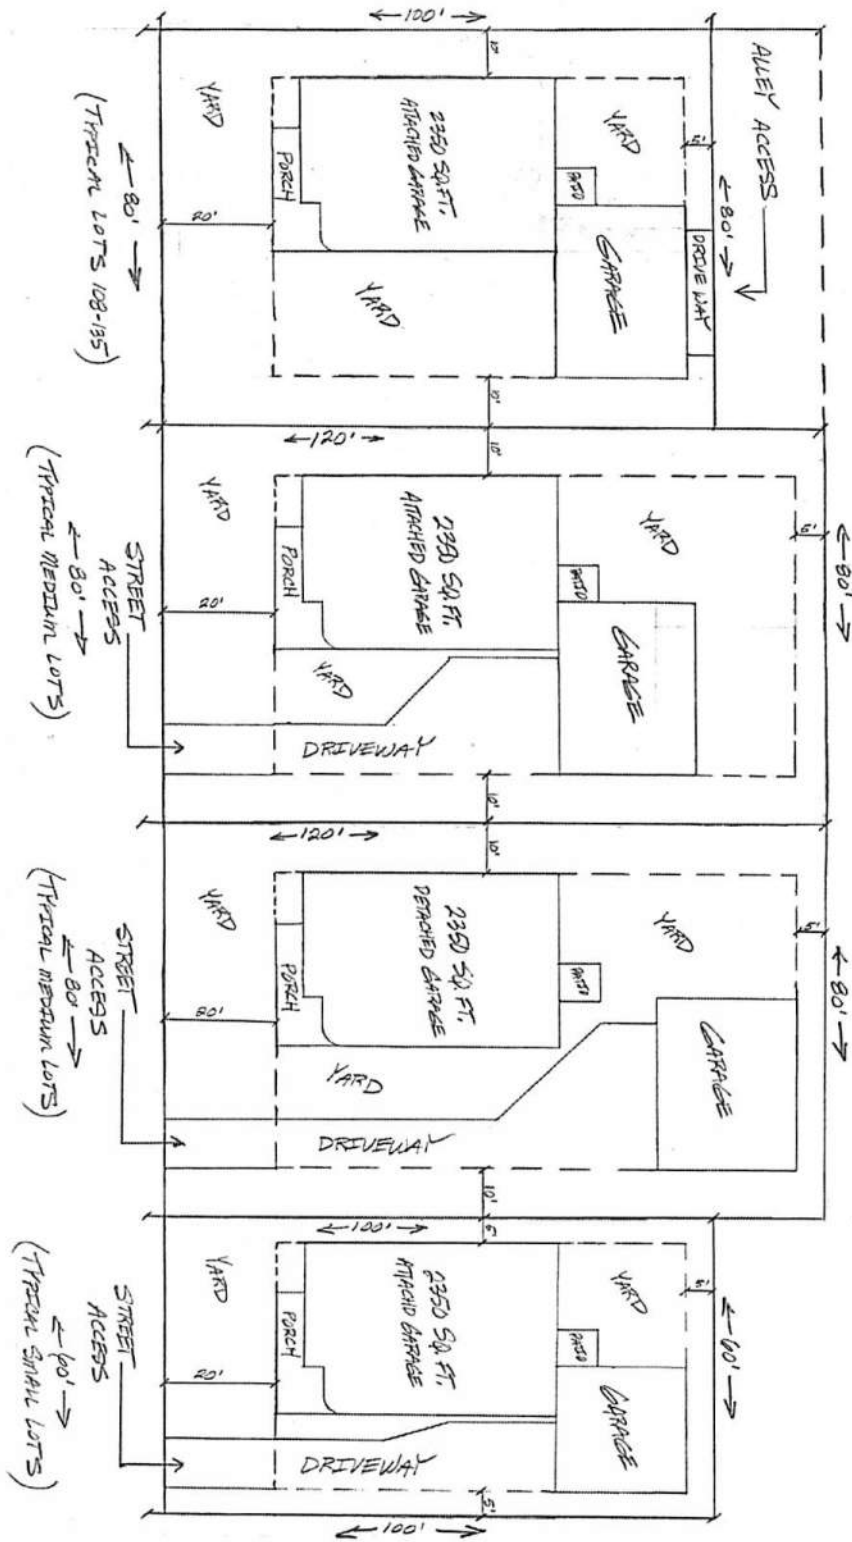 ←100'→
10'
ALLEY ACCESS
YARD
2350 SQ.FT.
ATTACHED GARAGE
YARD
5'
←80'→
PATIO
PORCH
20'
YARD
GARAGE
DRIVEWAY
10'
←80'→
(TYPICAL LOTS 108-135)
←120'→
10'
YARD
2350 SQ.FT.
ATTACHED GARAGE
YARD
5'
←80'→
PATIO
PORCH
20'
YARD
GARAGE
DRIVEWAY
10'
STREET
ACCESS
←80'→
(TYPICAL MEDIUM LOTS)
←120'→
10'
YARD
2350 SQ.FT.
DETACHED GARAGE
YARD
5'
←80'→
PATIO
PORCH
20'
YARD
GARAGE
DRIVEWAY
10'
STREET
ACCESS
←80'→
(TYPICAL MEDIUM LOTS)
←100'→
YARD
2350 SQ.FT.
ATTACHD GARAGE
YARD
5'
←60'→
PATIO
PORCH
20'
GARAGE
DRIVEWAY
5'
←100'→
STREET
ACCESS
←60'→
(TYPICAL SMALL LOTS)